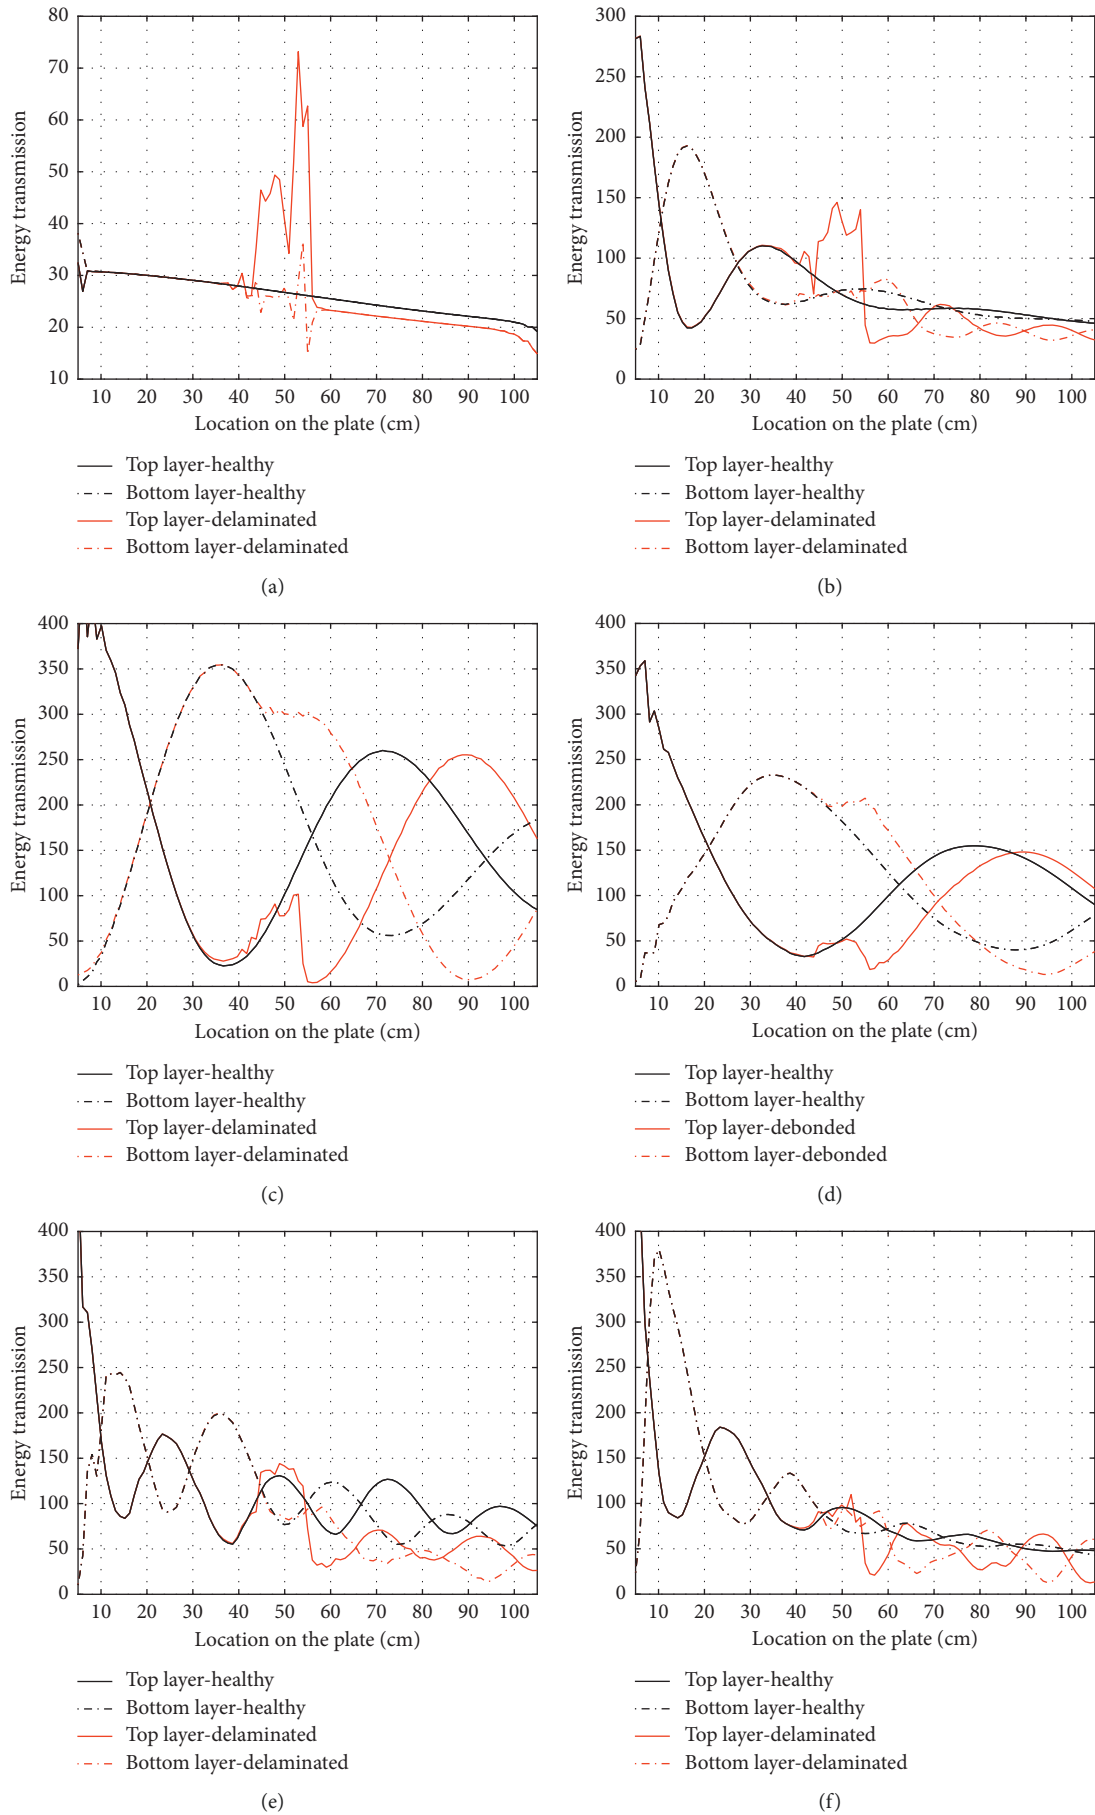 80
70
60
50
40
30
20
10
Energy transmission
10 20 30 40 50 60 70 80 90 100
Location on the plate (cm)
Top layer-healthy
Bottom layer-healthy
Top layer-delaminated
Bottom layer-delaminated
(a)
300
250
200
150
100
50
0
Energy transmission
10 20 30 40 50 60 70 80 90 100
Location on the plate (cm)
Top layer-healthy
Bottom layer-healthy
Top layer-delaminated
Bottom layer-delaminated
(b)
400
350
300
250
200
150
100
50
0
Energy transmission
10 20 30 40 50 60 70 80 90 100
Location on the plate (cm)
Top layer-healthy
Bottom layer-healthy
Top layer-delaminated
Bottom layer-delaminated
(c)
400
350
300
250
200
150
100
50
0
Energy transmission
10 20 30 40 50 60 70 80 90 100
Location on the plate (cm)
Top layer-healthy
Bottom layer-healthy
Top layer-debonded
Bottom layer-debonded
(d)
400
350
300
250
200
150
100
50
0
Energy transmission
10 20 30 40 50 60 70 80 90 100
Location on the plate (cm)
Top layer-healthy
Bottom layer-healthy
Top layer-delaminated
Bottom layer-delaminated
(e)
400
350
300
250
200
150
100
50
0
Energy transmission
10 20 30 40 50 60 70 80 90 100
Location on the plate (cm)
Top layer-healthy
Bottom layer-healthy
Top layer-delaminated
Bottom layer-delaminated
(f)